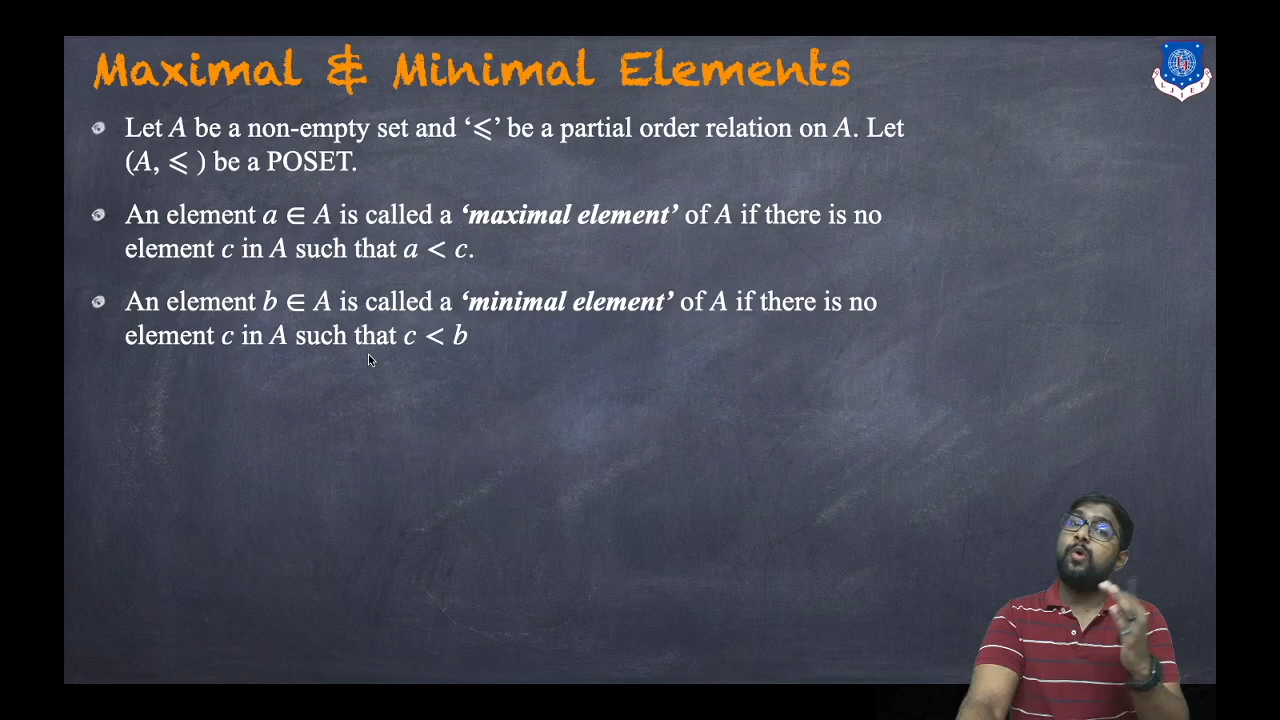 Maximal & Minimal Elements
Let A be a non-empty set and ‘⩽’ be a partial order relation on A. Let
(A, ⩽ ) be a POSET.
An element a ∈ A is called a ‘maximal element’ of A if there is no
element c in A such that a < c.
An element b ∈ A is called a ‘minimal element’ of A if there is no
element c in A such that c < b
L J I E T